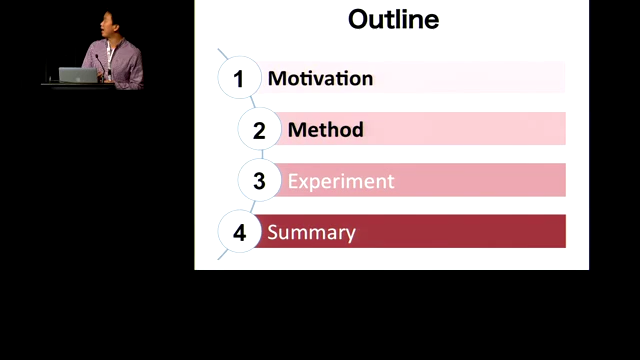 Outline
1 Motivation
2 Method
3 Experiment
4 Summary